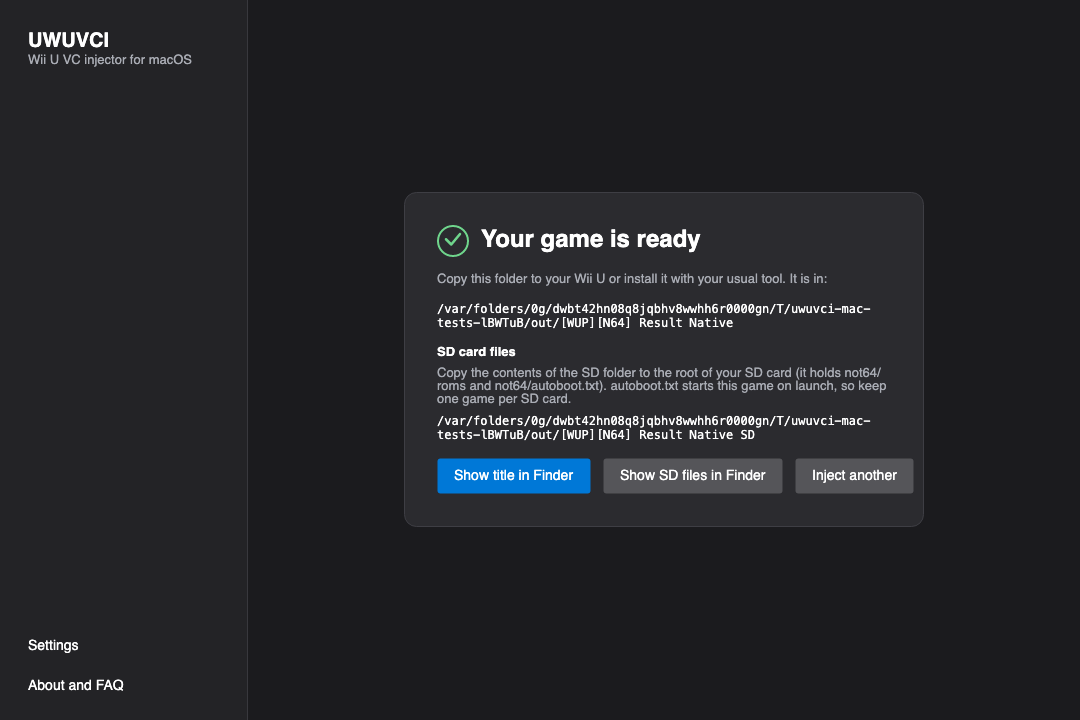 UWUVCI
Wii U VC injector for macOS
Your game is ready
Copy this folder to your Wii U or install it with your usual tool. It is in:
/var/folders/0g/dwbt42hn08q8jqbhv8wwhh6r0000gn/T/uwuvci-mac-
tests-lBWTuB/out/[WUP][N64] Result Native
SD card files
Copy the contents of the SD folder to the root of your SD card (it holds not64/
roms and not64/autoboot.txt). autoboot.txt starts this game on launch, so keep
one game per SD card.
/var/folders/0g/dwbt42hn08q8jqbhv8wwhh6r0000gn/T/uwuvci-mac-
tests-lBWTuB/out/[WUP][N64] Result Native SD
Show title in Finder
Show SD files in Finder
Inject another
Settings
About and FAQ